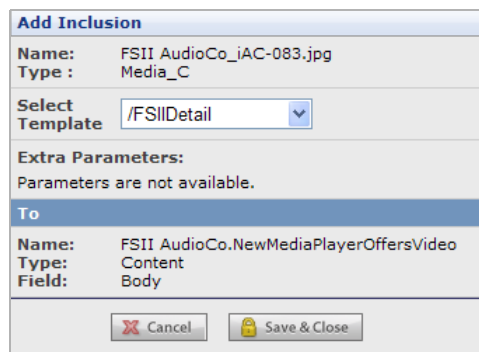 Add Inclusion
Name: FSII AudioCo_iAC-083.jpg
Type : Media_C
Select
Template /FSIIDetail
Extra Parameters:
Parameters are not available.
To
Name: FSII AudioCo.NewMediaPlayerOffersVideo
Type: Content
Field: Body
Cancel Save & Close